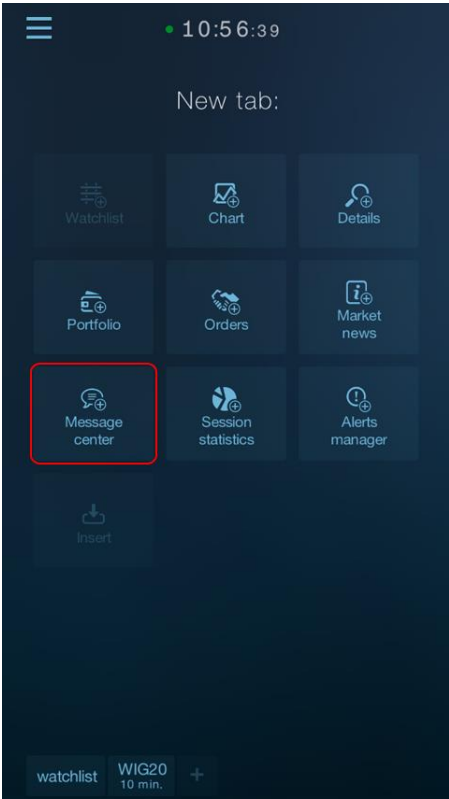 10:56:39
New tab:
Watchlist
Chart
Details
Portfolio
Orders
Market
news
Message
center
Session
statistics
Alerts
manager
Insert
watchlist
WIG20
10 min.
+